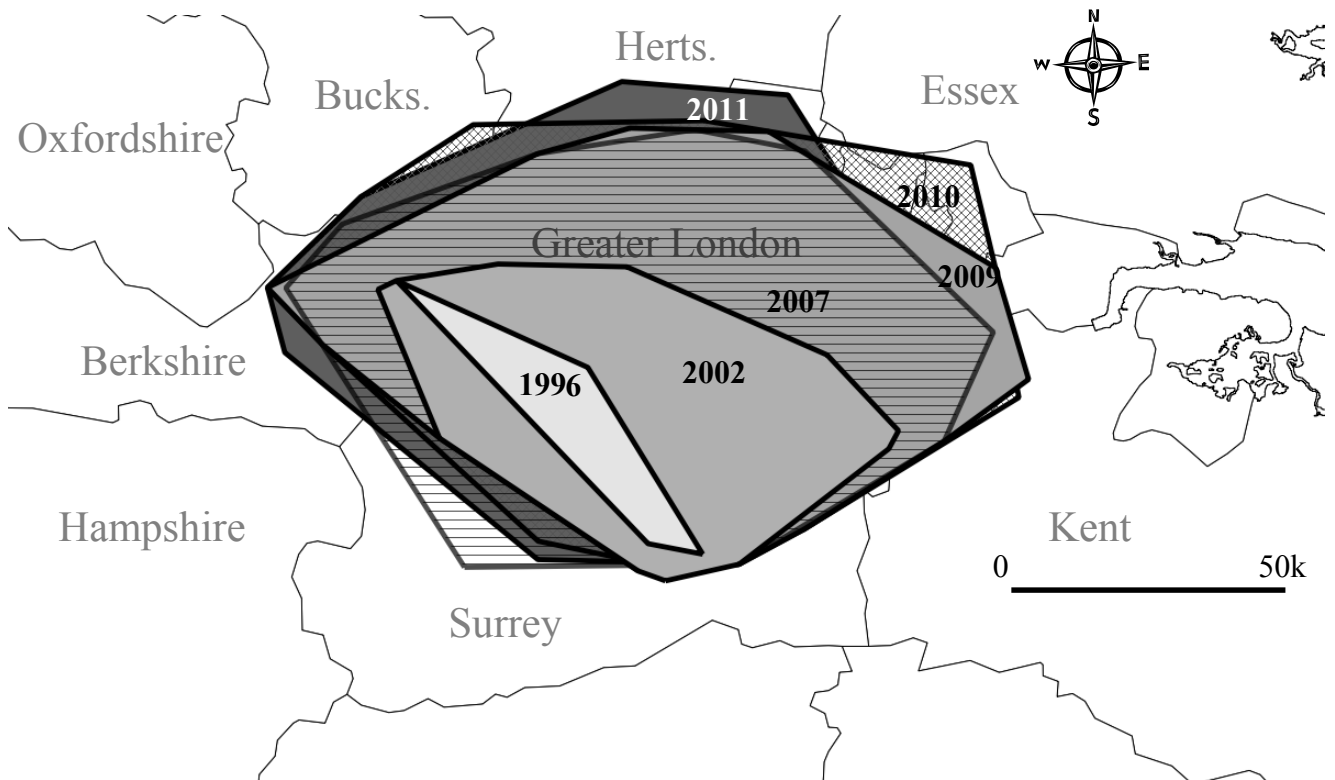 N
Herts.
W E
2011
Bucks.
Essex
S
Oxfordshire
2010
Greater London
2009
2007
Berkshire
1996
2002
Hampshire
Kent
0 50k
Surrey